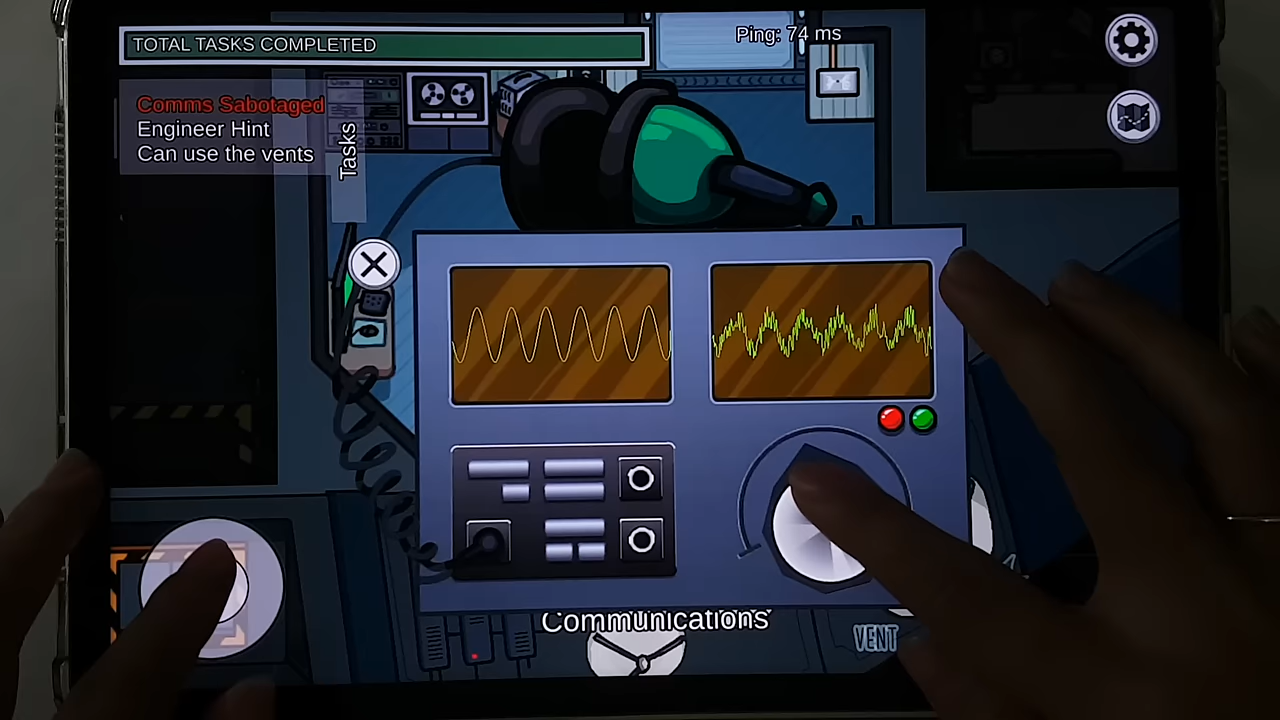 TOTAL TASKS COMPLETED
Ping: 74 ms
Comms Sabotaged
Engineer Hint
Can use the vents
Tasks
Communications
VENT